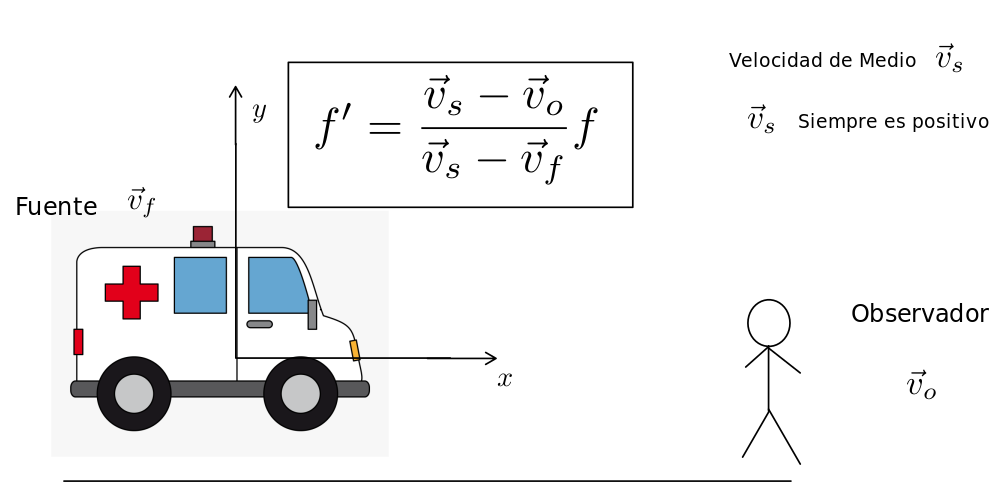 Velocidad de Medio $\vec{v}_s$
$\vec{v}_s$ Siempre es positivo
$f' = \frac{\vec{v}_s - \vec{v}_o}{\vec{v}_s - \vec{v}_f} f$
y
Fuente $\vec{v}_f$
Observador
x
$\vec{v}_o$